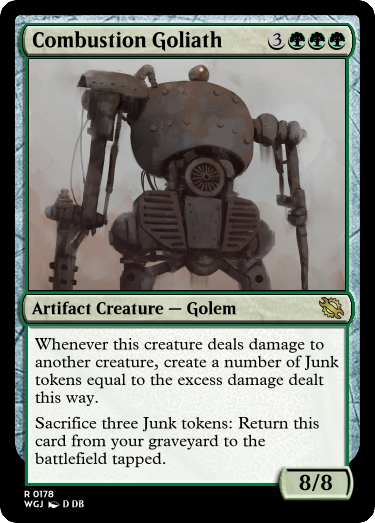 Combustion Goliath 3
Artifact Creature — Golem
Whenever this creature deals damage to
another creature, create a number of Junk
tokens equal to the excess damage dealt
this way.
Sacrifice three Junk tokens: Return this
card from your graveyard to the
battlefield tapped.
8/8
R 0178
WGJ D DB